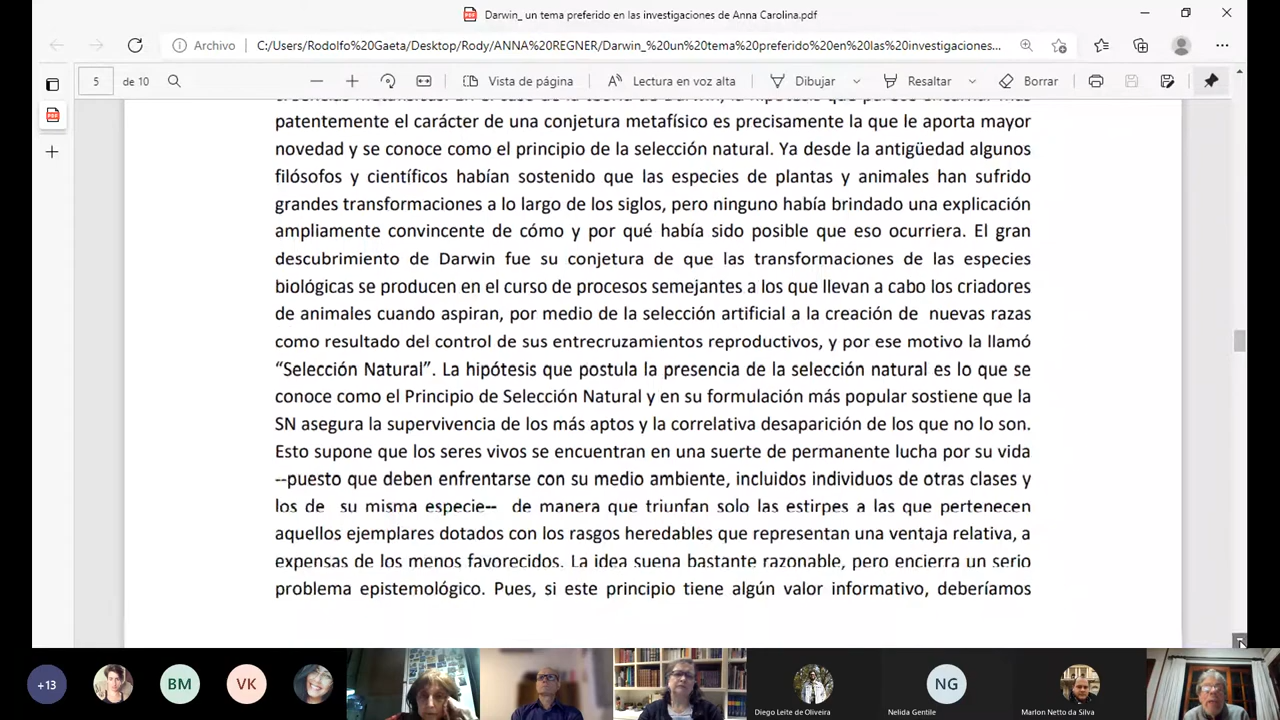 Darwin_ un tema preferido en las investigaciones de Anna Carolina.pdf
Archivo
C:/Users/Rodolfo%20Gaeta/Desktop/Rody/ANNA%20REGNER/Darwin_%20un%20tema%20preferido%20en%20las%20investigaciones...
5 de 10
Vista de página
Lectura en voz alta
Dibujar
Resaltar
Borrar
patentemente el carácter de una conjetura metafísico es precisamente la que le aporta mayor
novedad y se conoce como el principio de la selección natural. Ya desde la antigüedad algunos
filósofos y científicos habían sostenido que las especies de plantas y animales han sufrido
grandes transformaciones a lo largo de los siglos, pero ninguno había brindado una explicación
ampliamente convincente de cómo y por qué había sido posible que eso ocurriera. El gran
descubrimiento de Darwin fue su conjetura de que las transformaciones de las especies
biológicas se producen en el curso de procesos semejantes a los que llevan a cabo los criadores
de animales cuando aspiran, por medio de la selección artificial a la creación de nuevas razas
como resultado del control de sus entrecruzamientos reproductivos, y por ese motivo la llamó
“Selección Natural”. La hipótesis que postula la presencia de la selección natural es lo que se
conoce como el Principio de Selección Natural y en su formulación más popular sostiene que la
SN asegura la supervivencia de los más aptos y la correlativa desaparición de los que no lo son.
Esto supone que los seres vivos se encuentran en una suerte de permanente lucha por su vida
--puesto que deben enfrentarse con su medio ambiente, incluidos individuos de otras clases y
los de su misma especie-- de manera que triunfan solo las estirpes a las que pertenecen
aquellos ejemplares dotados con los rasgos heredables que representan una ventaja relativa, a
expensas de los menos favorecidos. La idea suena bastante razonable, pero encierra un serio
problema epistemológico. Pues, si este principio tiene algún valor informativo, deberíamos
+13
BM
VK
NG
Diego Leite de Oliveira
Nelida Gentile
Marlon Netto da Silva